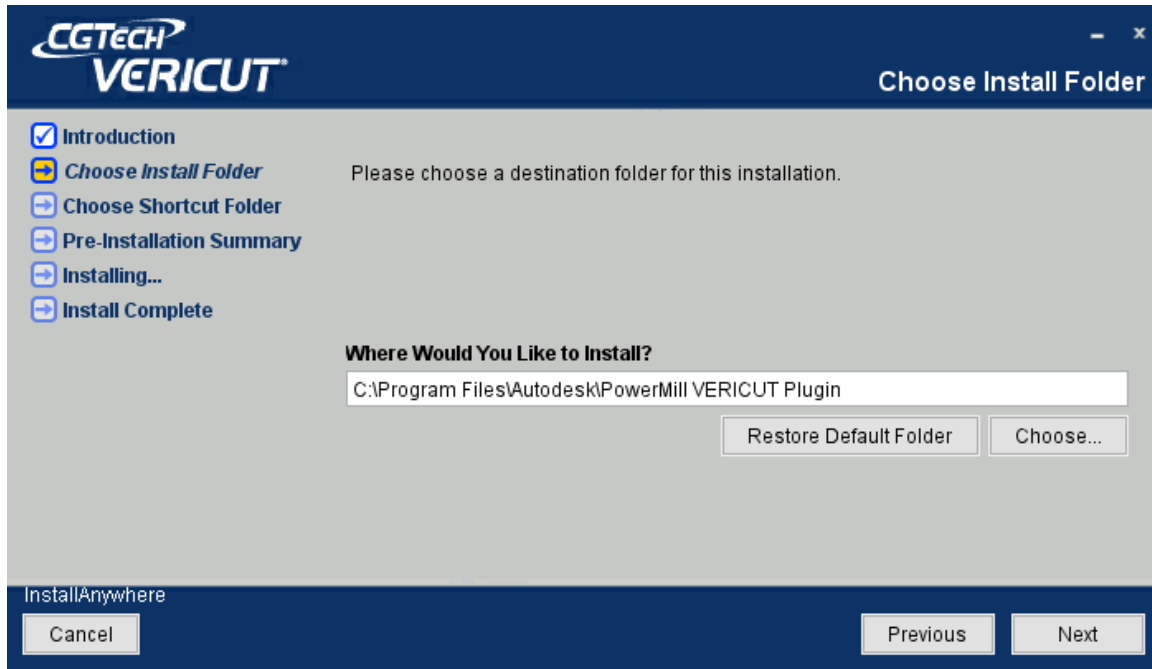 CGTECH
VERICUT
Choose Install Folder
Introduction
Choose Install Folder
Choose Shortcut Folder
Pre-Installation Summary
Installing...
Install Complete
Please choose a destination folder for this installation.
Where Would You Like to Install?
C:\Program Files\Autodesk\PowerMill VERICUT Plugin
Restore Default Folder
Choose...
InstallAnywhere
Cancel
Previous
Next